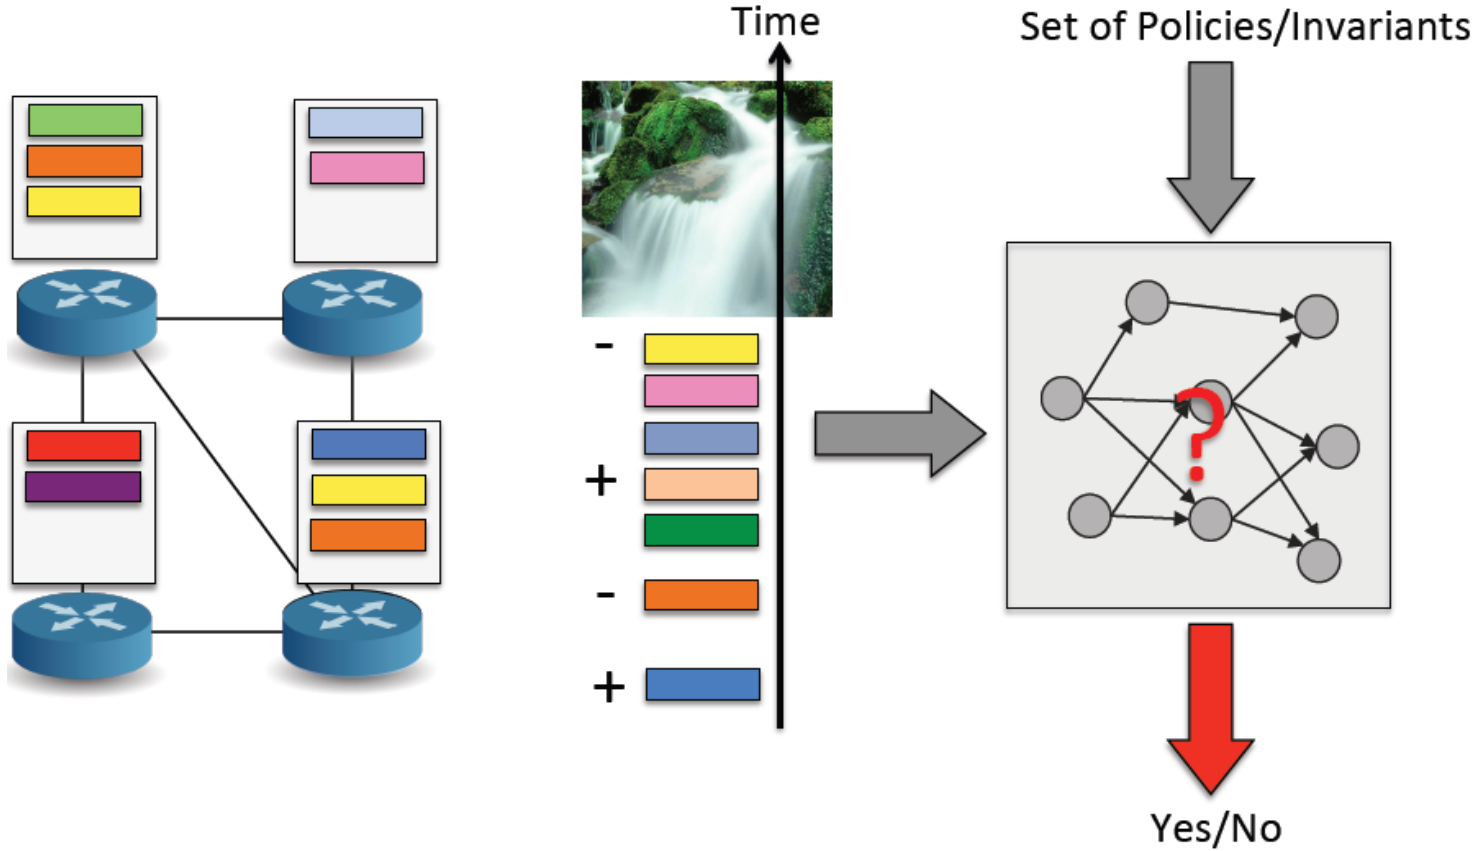 Time
Set of Policies/Invariants
-
+
-
+
?
Yes/No